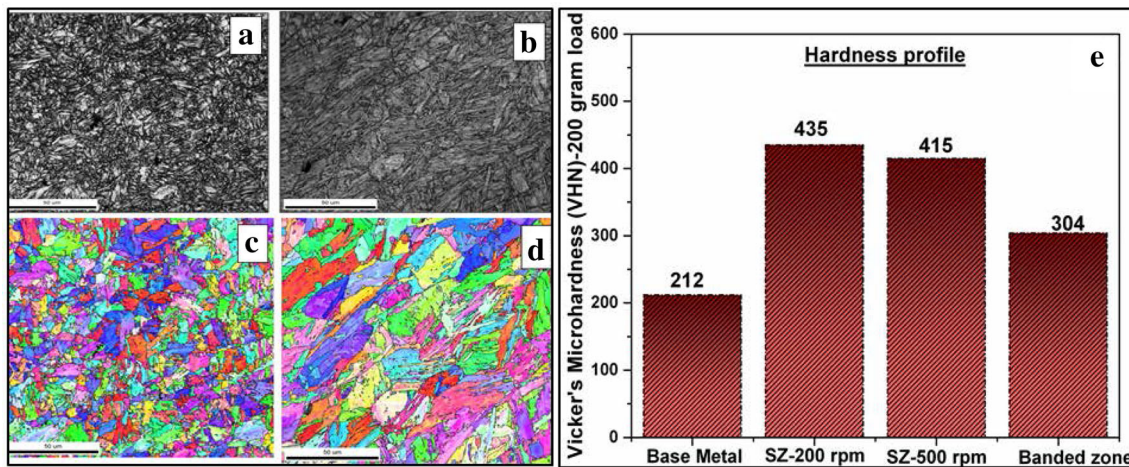 a
b
50 um
50 um
c
d
50 um
50 um
e
Hardness profile
Vicker's Microhardness (VHN)-200 gram load
600
500
400
300
200
100
0
212
435
415
304
Base Metal
SZ-200 rpm
SZ-500 rpm
Banded zone